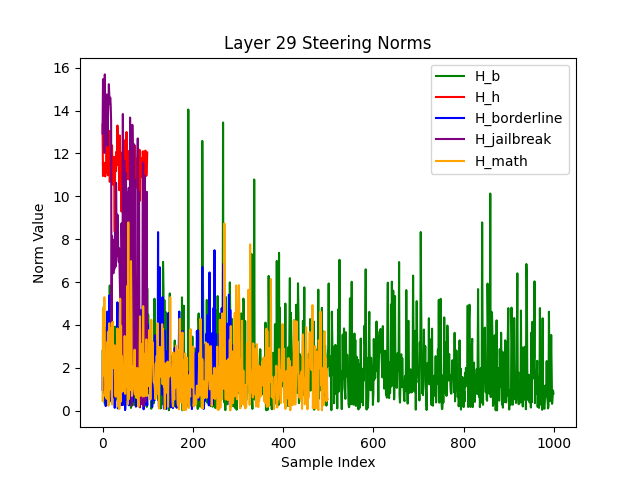 Layer 29 Steering Norms
16
14
12
10
8
6
4
2
0
Norm Value
H_b
H_h
H_borderline
H_jailbreak
H_math
0
200
400
600
800
1000
Sample Index